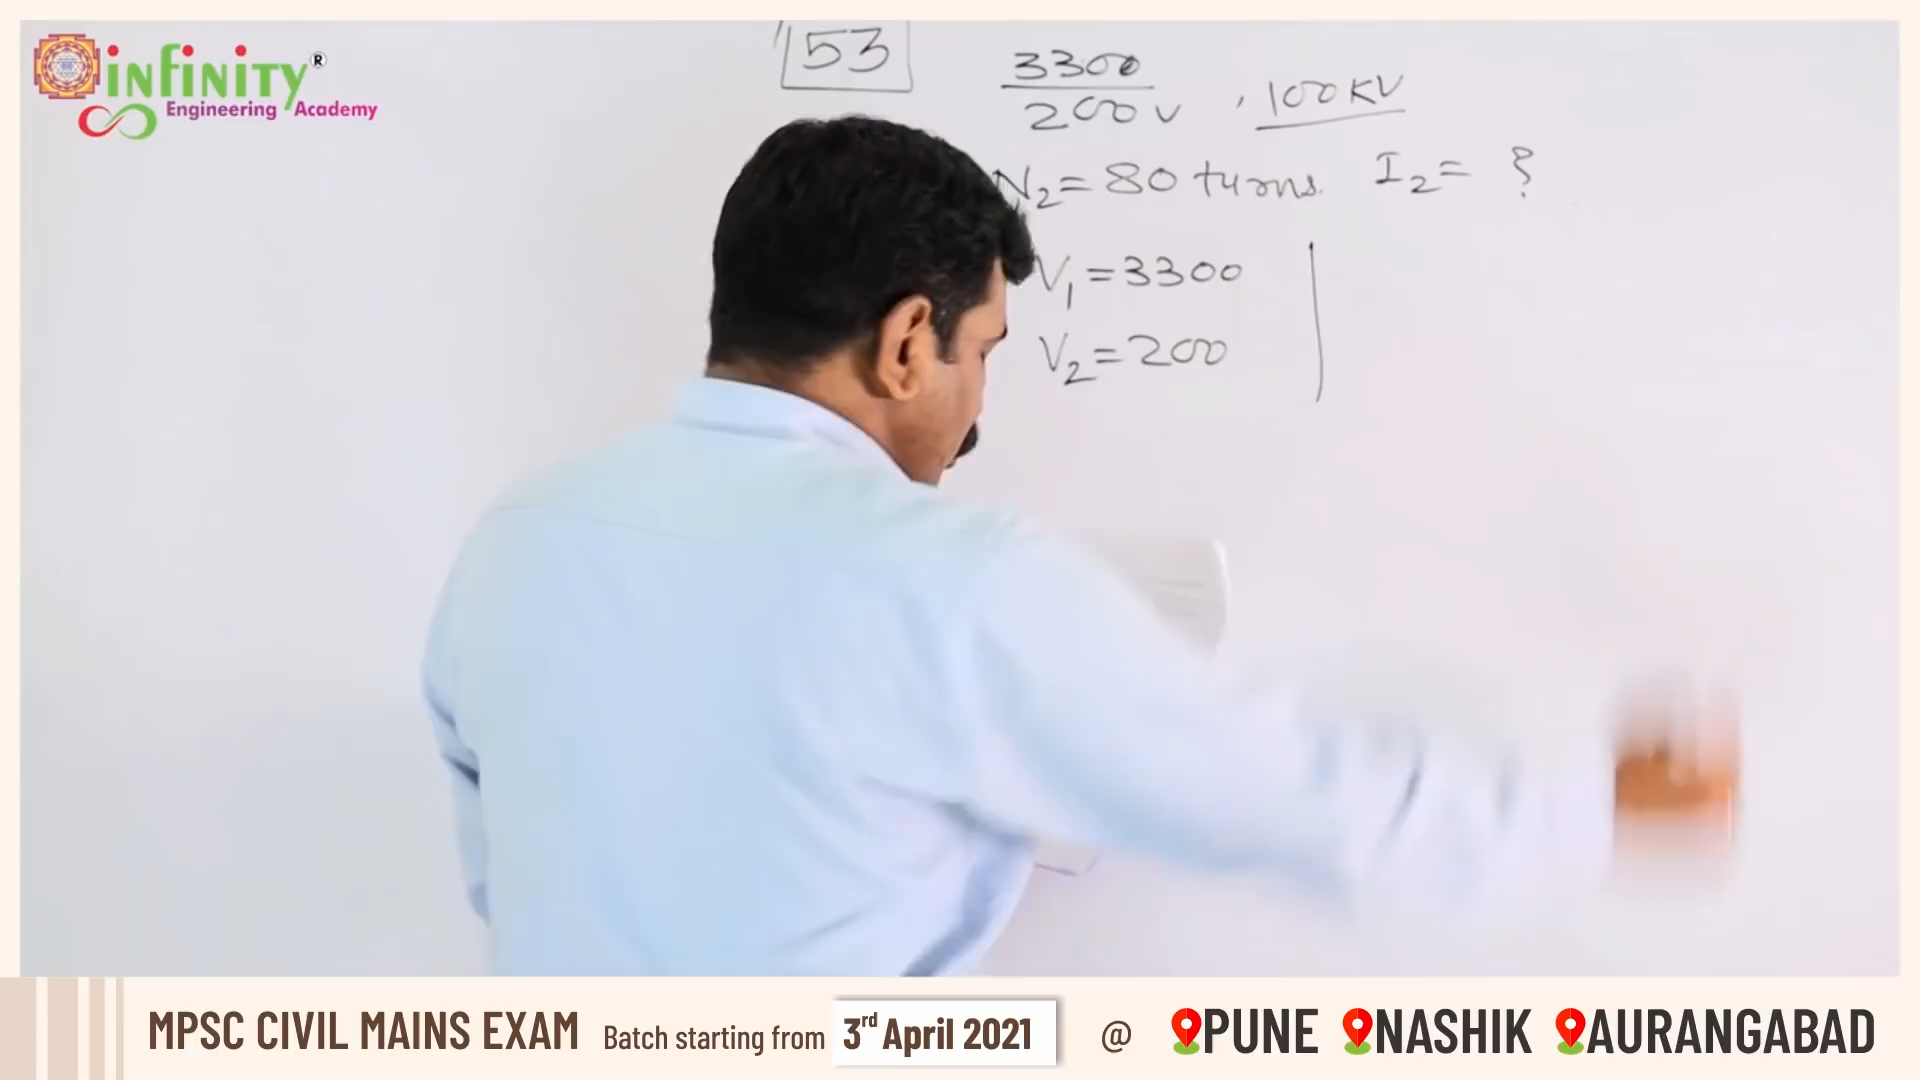 infinity®
Engineering Academy
53
3300
200 V , 100 KV
N2 = 80 turns. I2 = ?
V1 = 3300
V2 = 200
MPSC CIVIL MAINS EXAM Batch starting from 3rd April 2021 @ PUNE NASHIK AURANGABAD